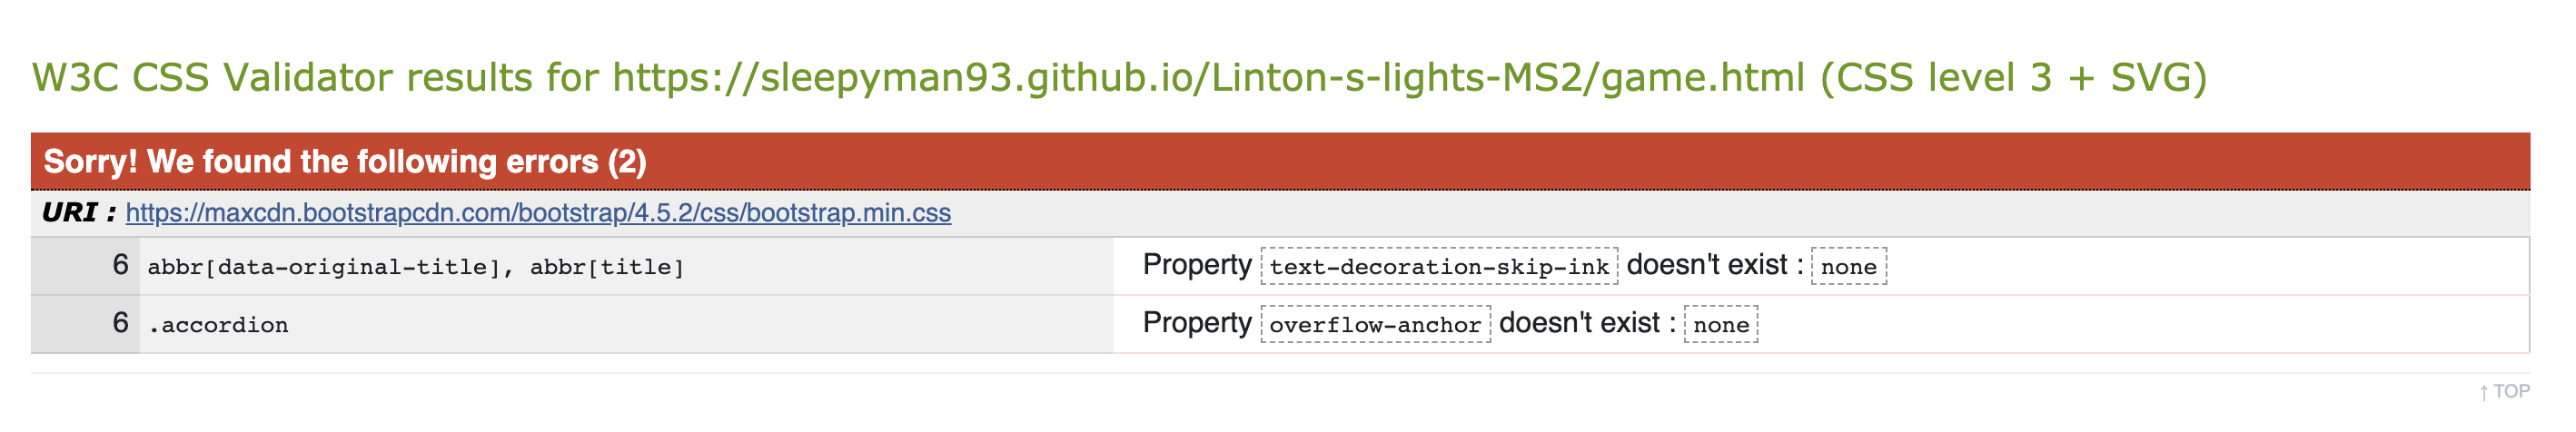 W3C CSS Validator results for https://sleepyman93.github.io/Linton-s-lights-MS2/game.html (CSS level 3 + SVG)
Sorry! We found the following errors (2)
URI : https://maxcdn.bootstrapcdn.com/bootstrap/4.5.2/css/bootstrap.min.css
6 abbr[data-original-title], abbr[title] Property text-decoration-skip-ink doesn't exist : none
6 .accordion Property overflow-anchor doesn't exist : none
↑ TOP